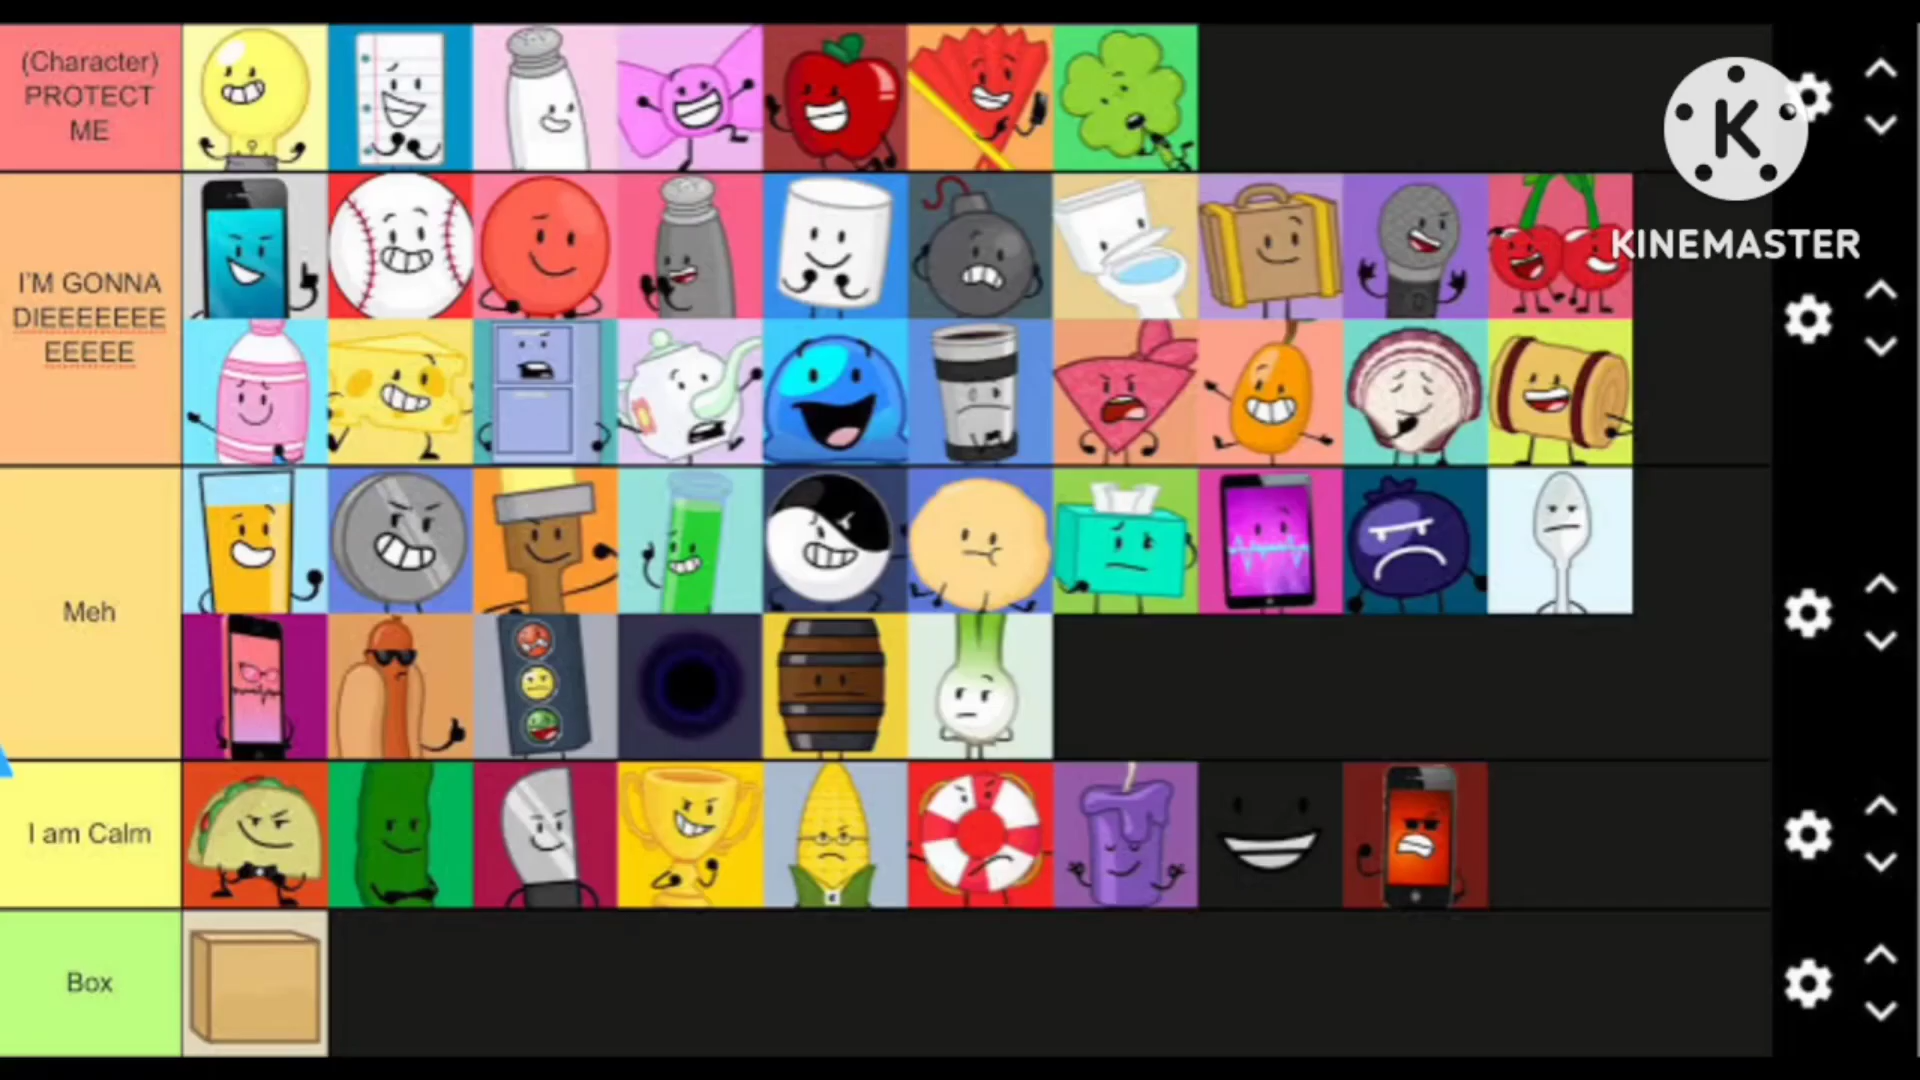 (Character)
PROTECT
ME
K
KINEMASTER
I'M GONNA
DIEEEEEEE
EEEEE
Meh
I am Calm
Box